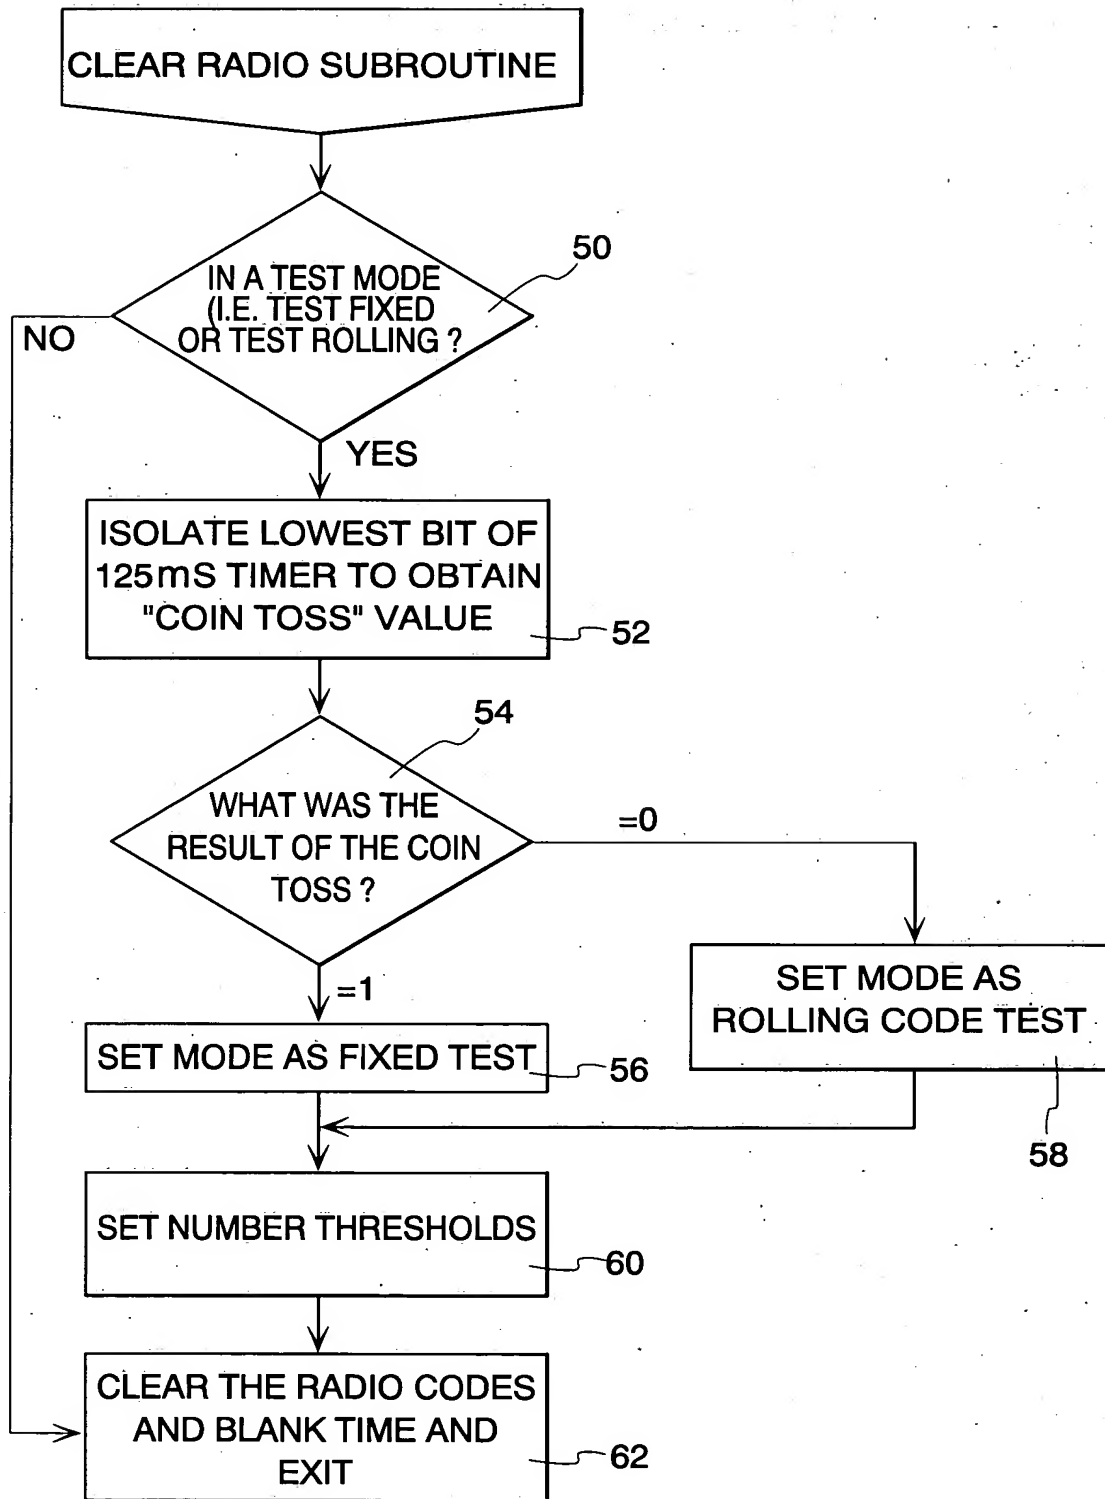 CLEAR RADIO SUBROUTINE
50
IN A TEST MODE
(I.E. TEST FIXED
OR TEST ROLLING ?
NO
YES
ISOLATE LOWEST BIT OF
125mS TIMER TO OBTAIN
"COIN TOSS" VALUE
52
54
WHAT WAS THE
RESULT OF THE COIN
TOSS ?
=0
=1
SET MODE AS
ROLLING CODE TEST
SET MODE AS FIXED TEST
56
58
SET NUMBER THRESHOLDS
60
CLEAR THE RADIO CODES
AND BLANK TIME AND
EXIT
62